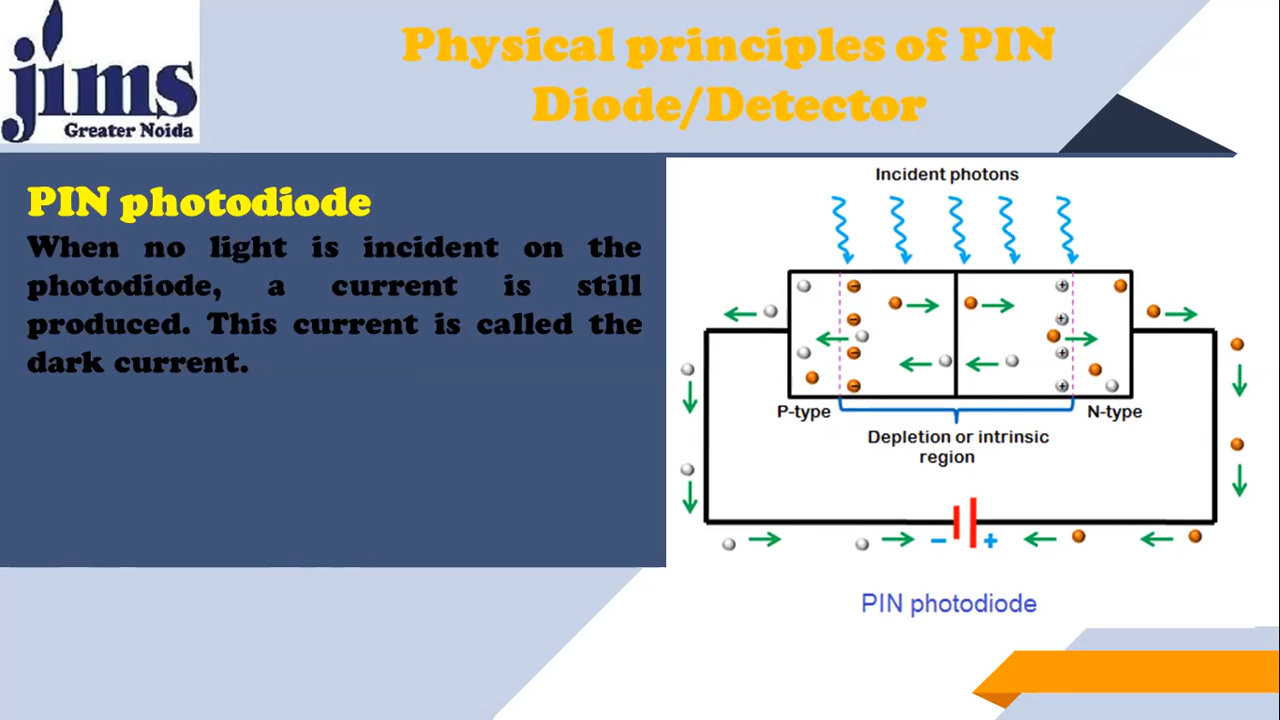 jims
Greater Noida
Physical principles of PIN
Diode/Detector
PIN photodiode
When no light is incident on the
photodiode, a current is still
produced. This current is called the
dark current.
Incident photons
P-type
N-type
Depletion or intrinsic
region
− +
PIN photodiode